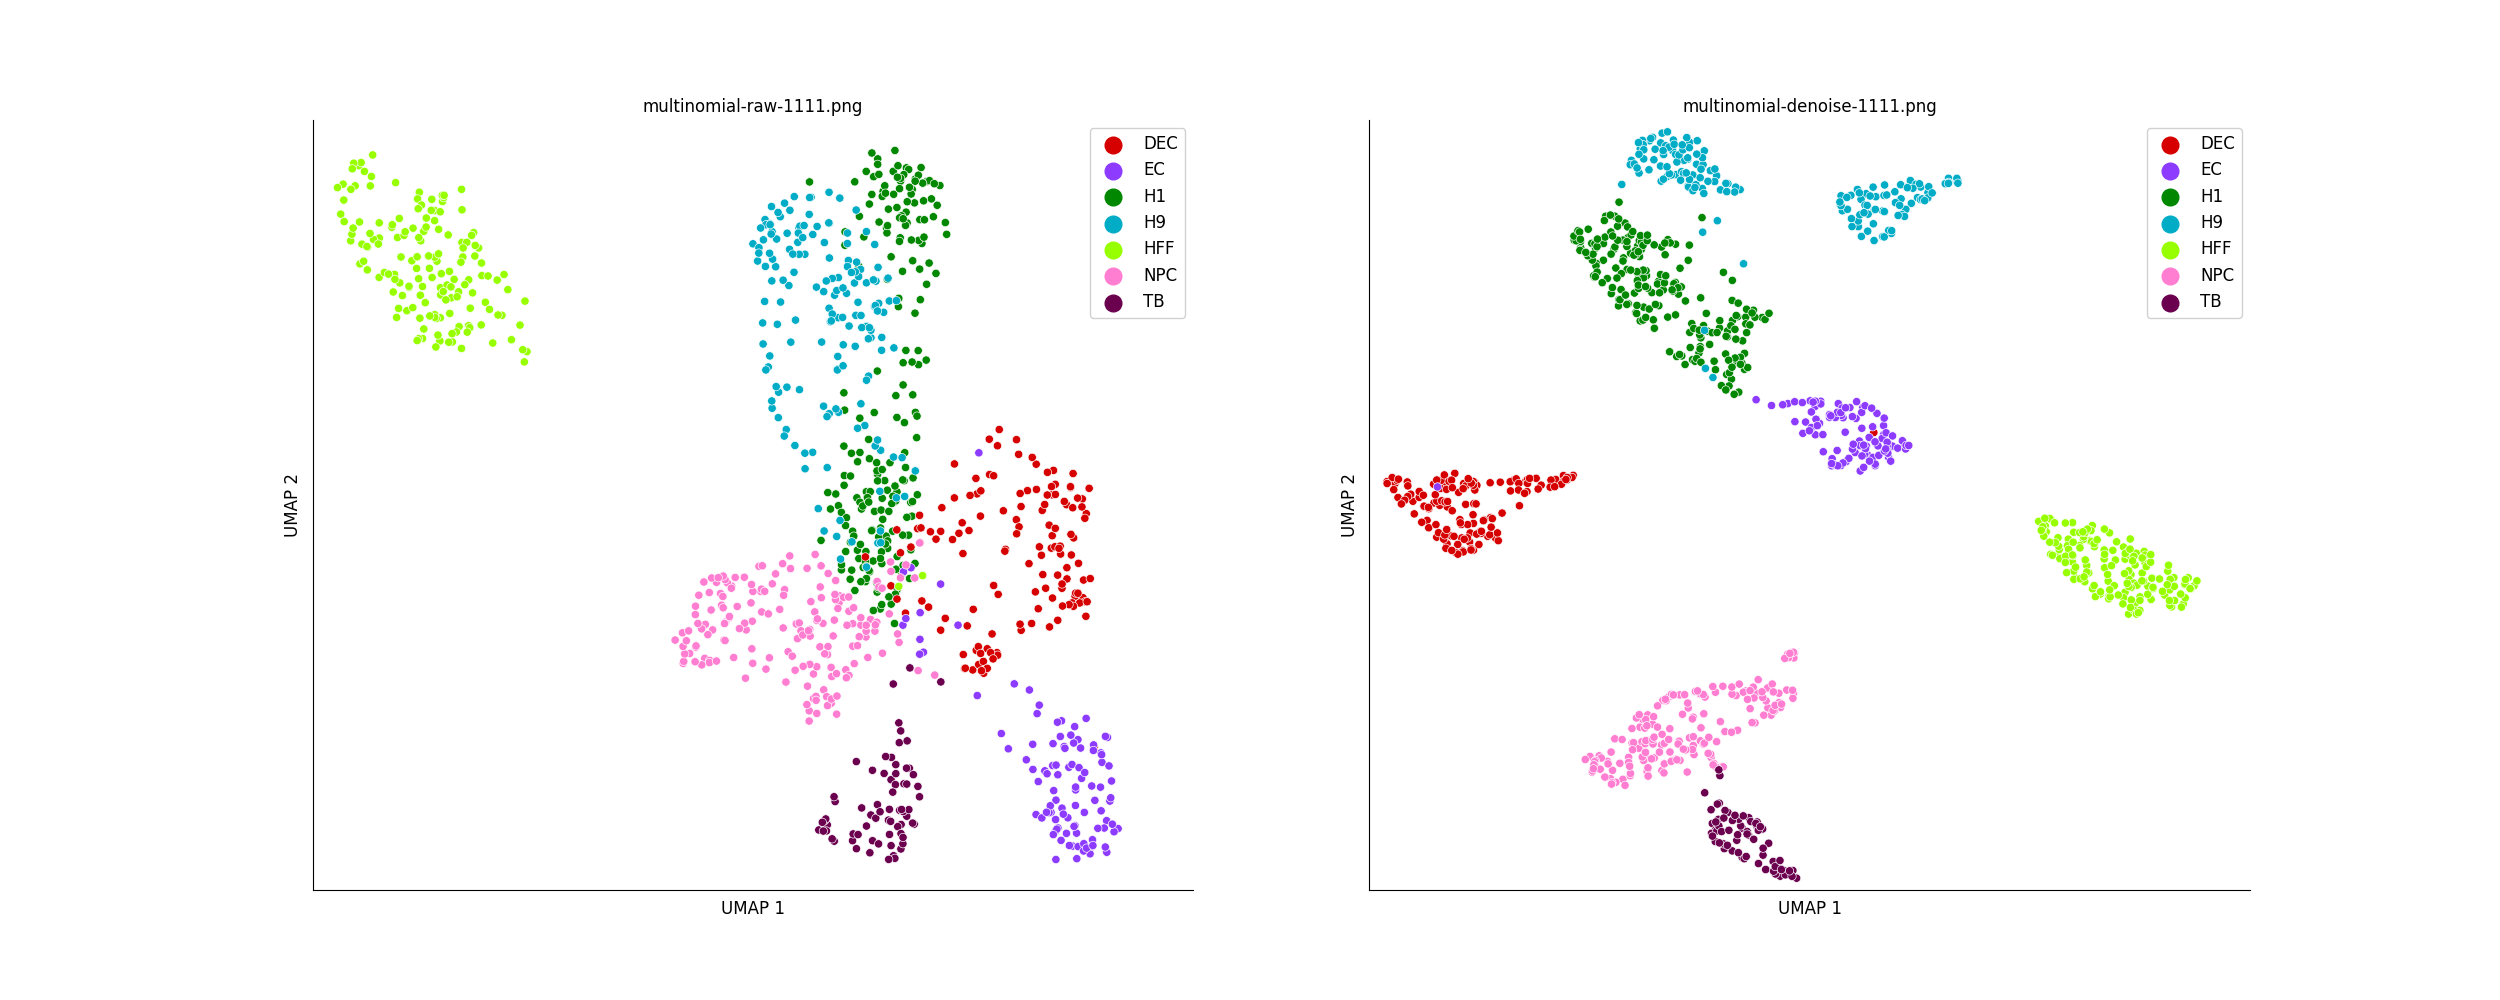 multinomial-raw-1111.png
DEC
EC
H1
H9
HFF
NPC
TB
UMAP 2
UMAP 1
multinomial-denoise-1111.png
DEC
EC
H1
H9
HFF
NPC
TB
UMAP 2
UMAP 1